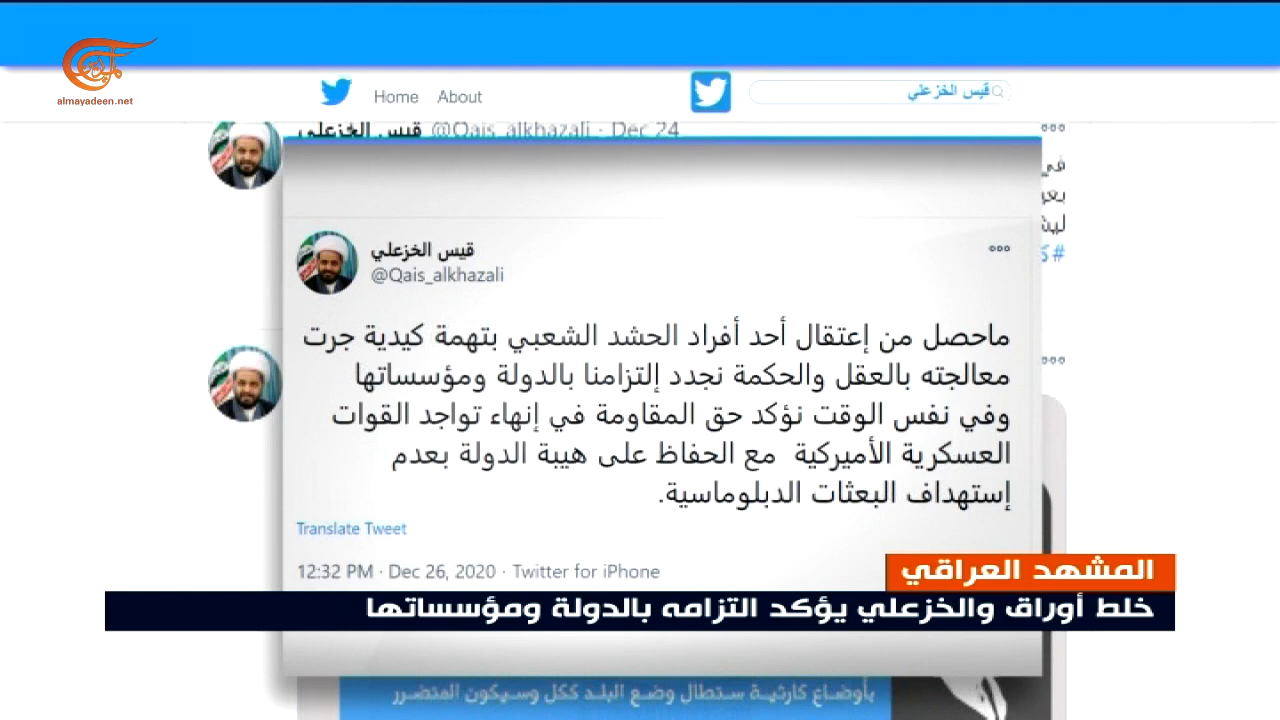 almayadeen.net
Home About
قيس الخزعلي
قيس الخزعلي @Qais_alkhazali · Dec 24
في
قيس الخزعلي
@Qais_alkhazali
ماحصل من إعتقال أحد أفراد الحشد الشعبي بتهمة كيدية جرت
معالجته بالعقل والحكمة نجدد إلتزامنا بالدولة ومؤسساتها
وفي نفس الوقت نؤكد حق المقاومة في إنهاء تواجد القوات
العسكرية الأميركية مع الحفاظ على هيبة الدولة بعدم
إستهداف البعثات الدبلوماسية.
Translate Tweet
12:32 PM · Dec 26, 2020 · Twitter for iPhone
المشهد العراقي
خلط أوراق والخزعلي يؤكد التزامه بالدولة ومؤسساتها
بأوضاع كارثية ستطال وضع البلد ككل وسيكون المتضرر